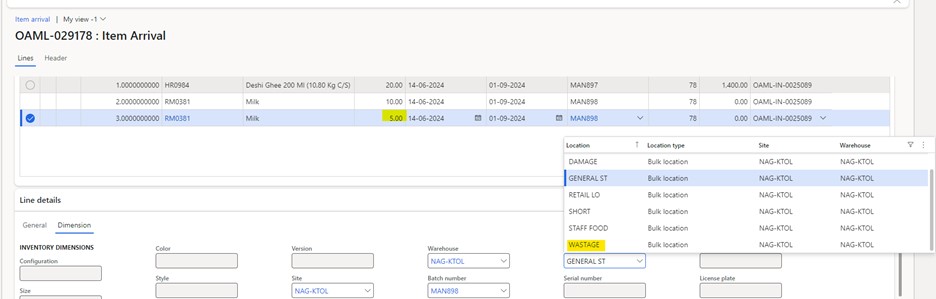 Item arrival | My view -1
OAML-029178 : Item Arrival
Lines Header
1.0000000000 HR0984 Deshi Ghee 200 Ml (10.80 Kg C/S) 20.00 14-06-2024 01-09-2024 MAN897 78 1,400.00 OAML-IN-0025089
2.0000000000 RM0381 Milk 10.00 14-06-2024 01-09-2024 MAN898 78 0.00 OAML-IN-0025089
3.0000000000 RM0381 Milk 5.00 14-06-2024 01-09-2024 MAN898 78 0.00 OAML-IN-0025089
Location Location type Site Warehouse
DAMAGE Bulk location NAG-KTOL NAG-KTOL
GENERAL ST Bulk location NAG-KTOL NAG-KTOL
RETAIL LO Bulk location NAG-KTOL NAG-KTOL
SHORT Bulk location NAG-KTOL NAG-KTOL
STAFF FOOD Bulk location NAG-KTOL NAG-KTOL
WASTAGE Bulk location NAG-KTOL NAG-KTOL
Line details
General Dimension
INVENTORY DIMENSIONS Color Version Warehouse
Configuration NAG-KTOL GENERAL ST
Size Style Site Batch number Serial number License plate
NAG-KTOL MAN898